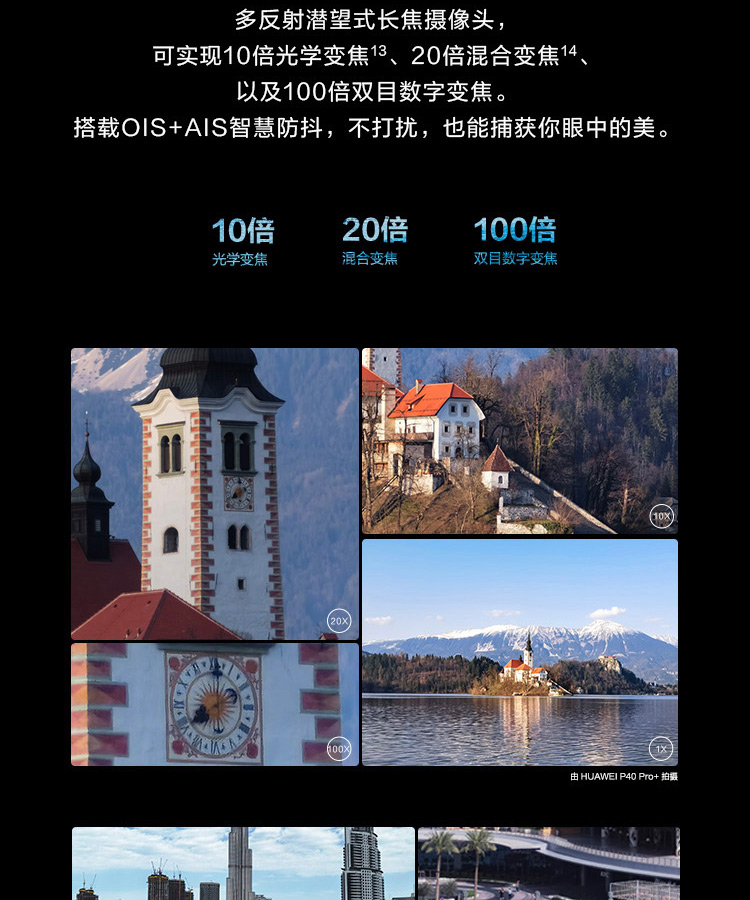 多反射潜望式长焦摄像头，
可实现10倍光学变焦¹³、20倍混合变焦¹⁴、
以及100倍双目数字变焦。
搭载OIS+AIS智慧防抖，不打扰，也能捕获你眼中的美。
10倍 20倍 100倍
光学变焦 混合变焦 双目数字变焦
10X
20X
100X
1X
由 HUAWEI P40 Pro+ 拍摄